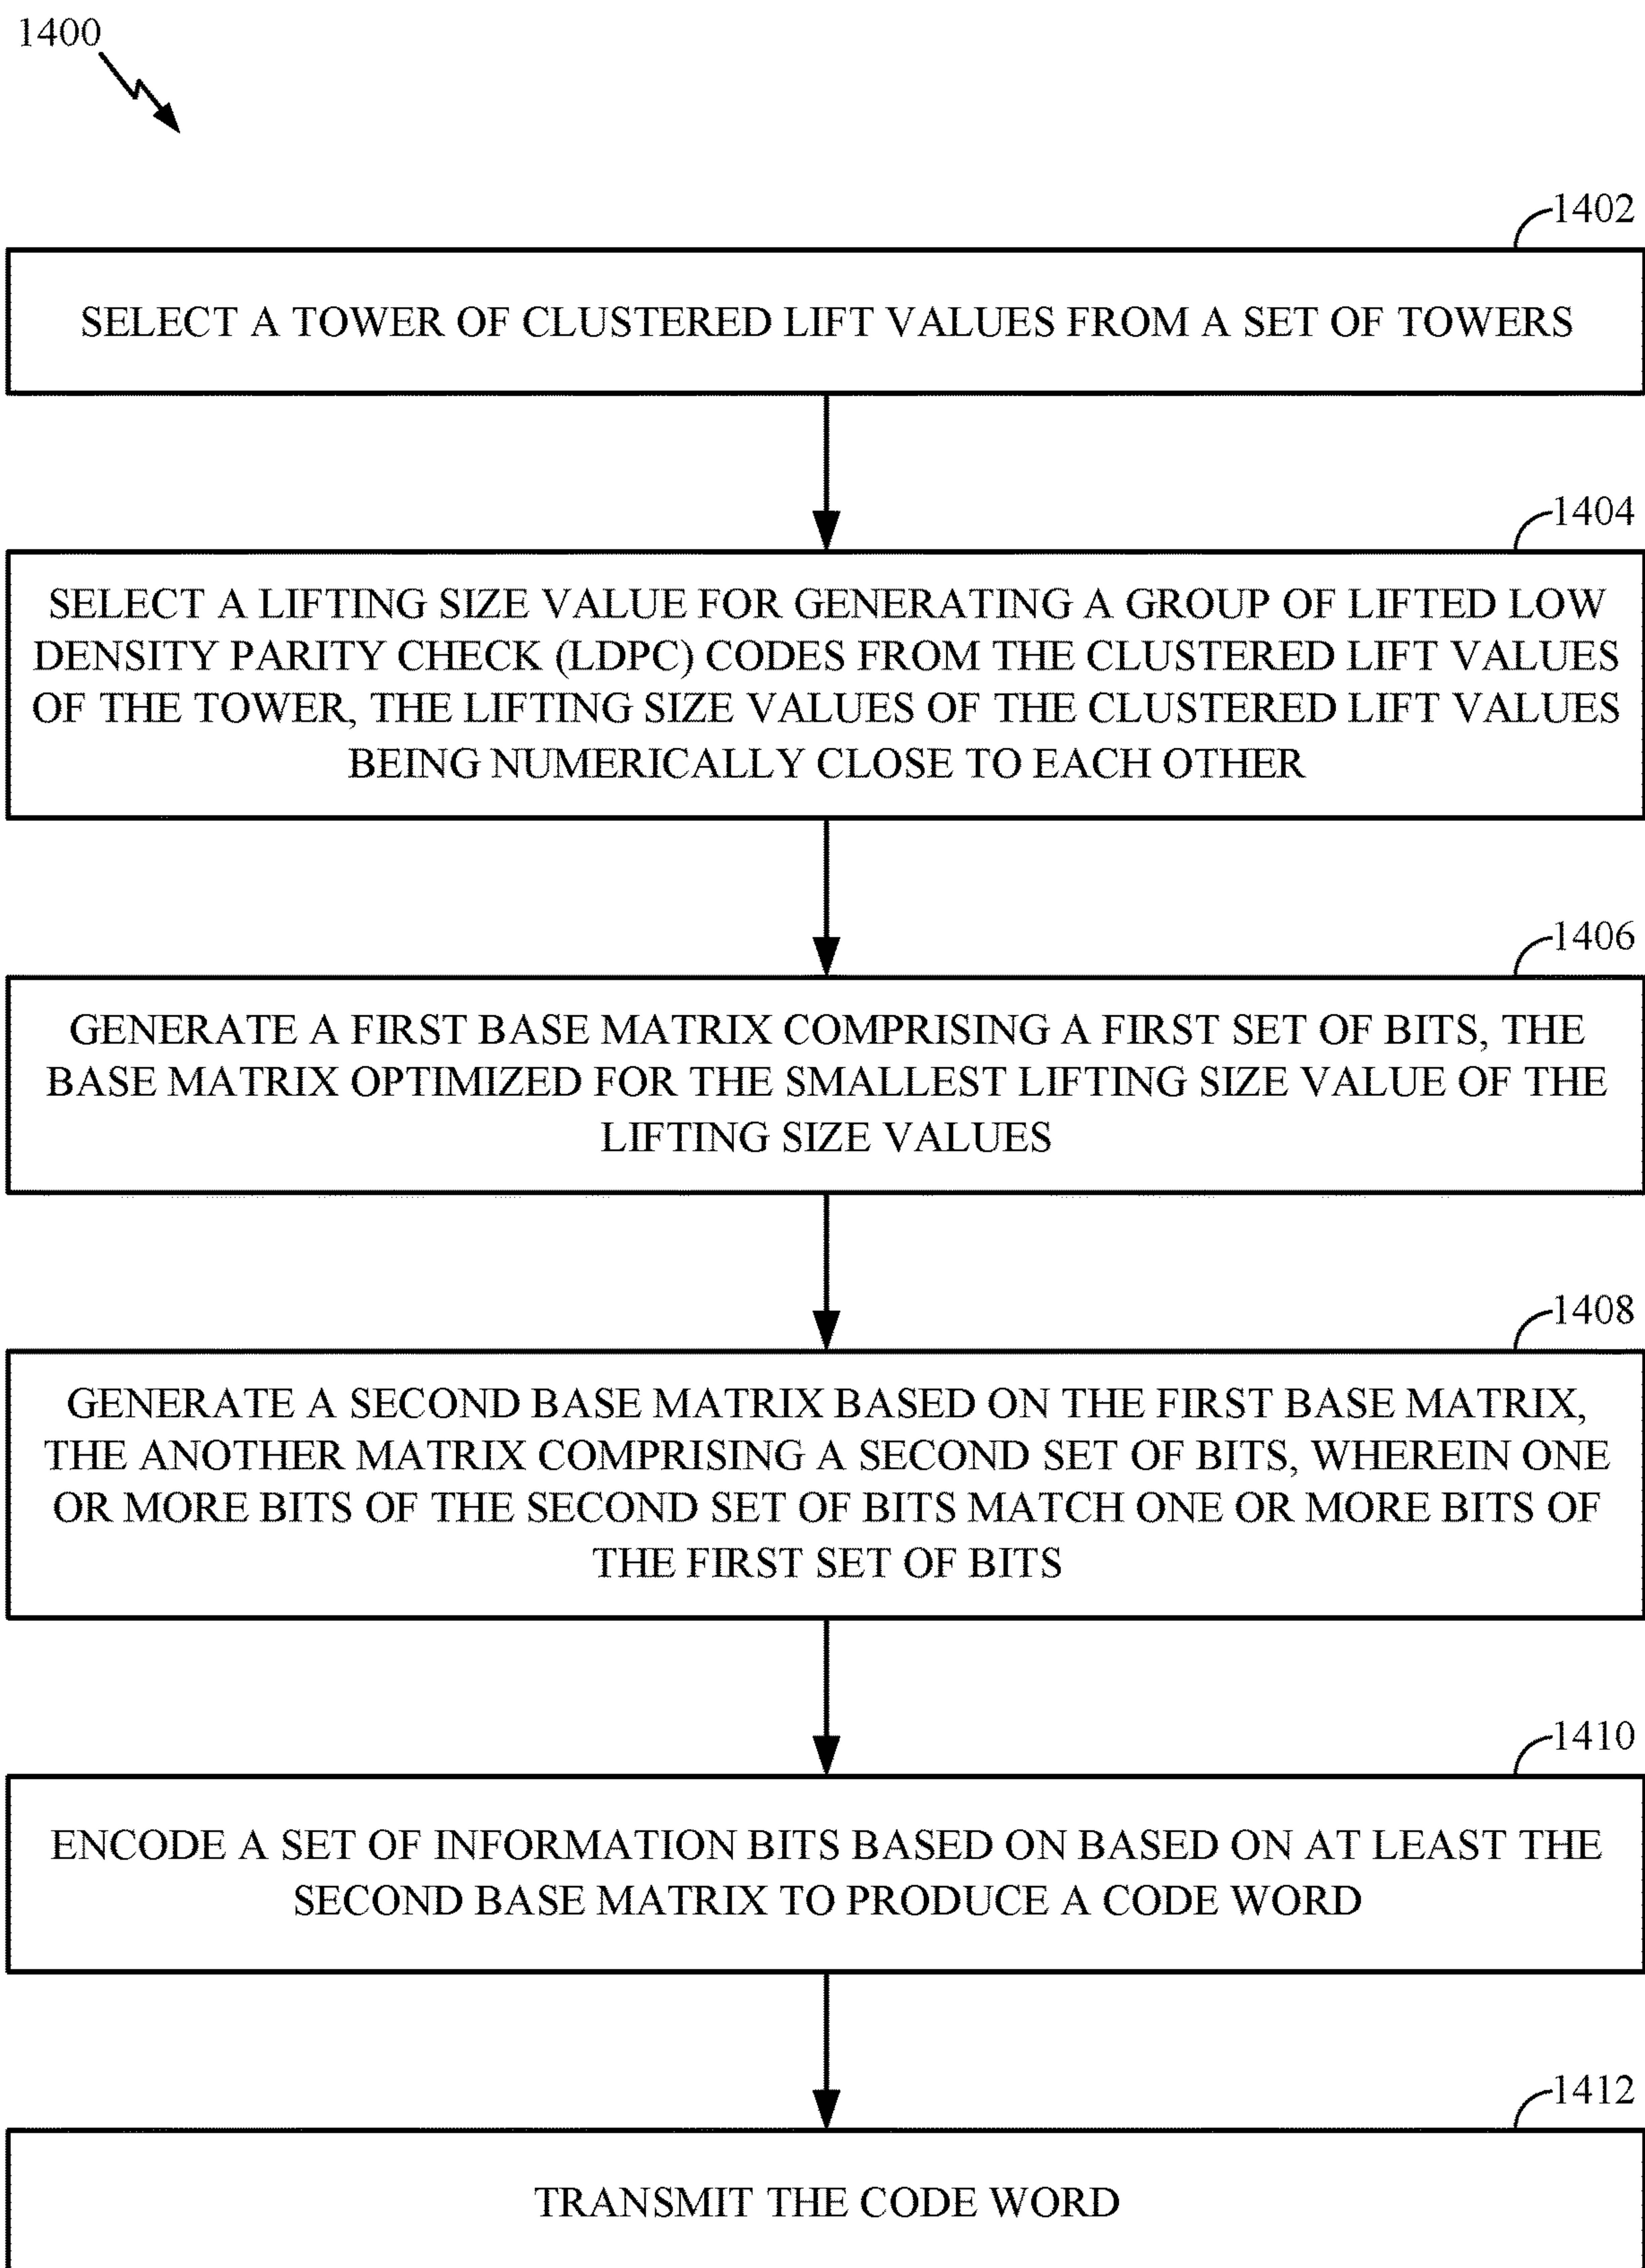 1400
1402
SELECT A TOWER OF CLUSTERED LIFT VALUES FROM A SET OF TOWERS
1404
SELECT A LIFTING SIZE VALUE FOR GENERATING A GROUP OF LIFTED LOW
DENSITY PARITY CHECK (LDPC) CODES FROM THE CLUSTERED LIFT VALUES
OF THE TOWER, THE LIFTING SIZE VALUES OF THE CLUSTERED LIFT VALUES
BEING NUMERICALLY CLOSE TO EACH OTHER
1406
GENERATE A FIRST BASE MATRIX COMPRISING A FIRST SET OF BITS, THE
BASE MATRIX OPTIMIZED FOR THE SMALLEST LIFTING SIZE VALUE OF THE
LIFTING SIZE VALUES
1408
GENERATE A SECOND BASE MATRIX BASED ON THE FIRST BASE MATRIX,
THE ANOTHER MATRIX COMPRISING A SECOND SET OF BITS, WHEREIN ONE
OR MORE BITS OF THE SECOND SET OF BITS MATCH ONE OR MORE BITS OF
THE FIRST SET OF BITS
1410
ENCODE A SET OF INFORMATION BITS BASED ON BASED ON AT LEAST THE
SECOND BASE MATRIX TO PRODUCE A CODE WORD
1412
TRANSMIT THE CODE WORD